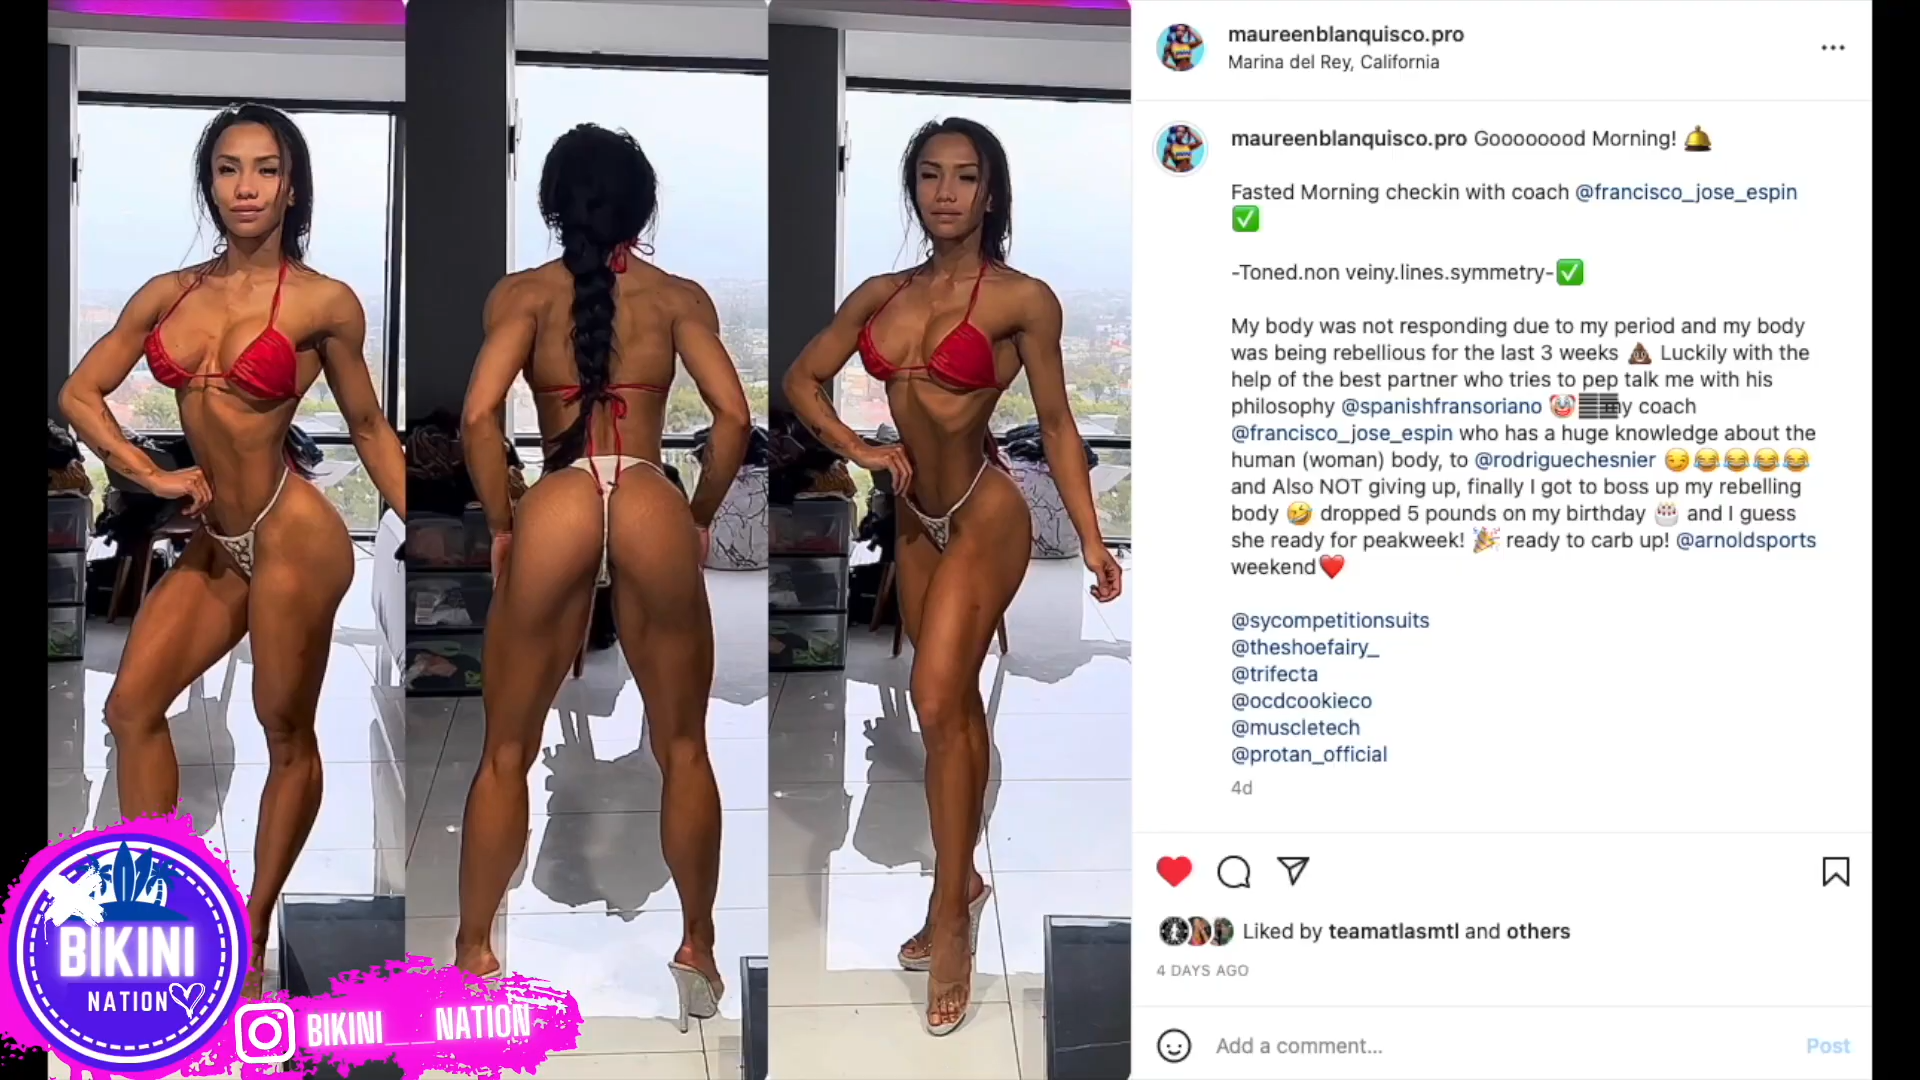 maureenblanquisco.pro
Marina del Rey, California
maureenblanquisco.pro Goooooood Morning! 🛎️
Fasted Morning checkin with coach @francisco_jose_espin
✅
-Toned.non veiny.lines.symmetry-✅
My body was not responding due to my period and my body
was being rebellious for the last 3 weeks 💩 Luckily with the
help of the best partner who tries to pep talk me with his
philosophy @spanishfransoriano 🤡 my coach
@francisco_jose_espin who has a huge knowledge about the
human (woman) body, to @rodriguechesnier 😏😂😂😂😂
and Also NOT giving up, finally I got to boss up my rebelling
body 🤣 dropped 5 pounds on my birthday 🎂 and I guess
she ready for peakweek! 🎉 ready to carb up! @arnoldsports
weekend❤️
@sycompetitionsuits
@theshoefairy_
@trifecta
@ocdcookieco
@muscletech
@protan_official
4d
Liked by teamatlasmtl and others
4 DAYS AGO
Add a comment...
Post
BIKINI
NATION
BIKINI__NATION